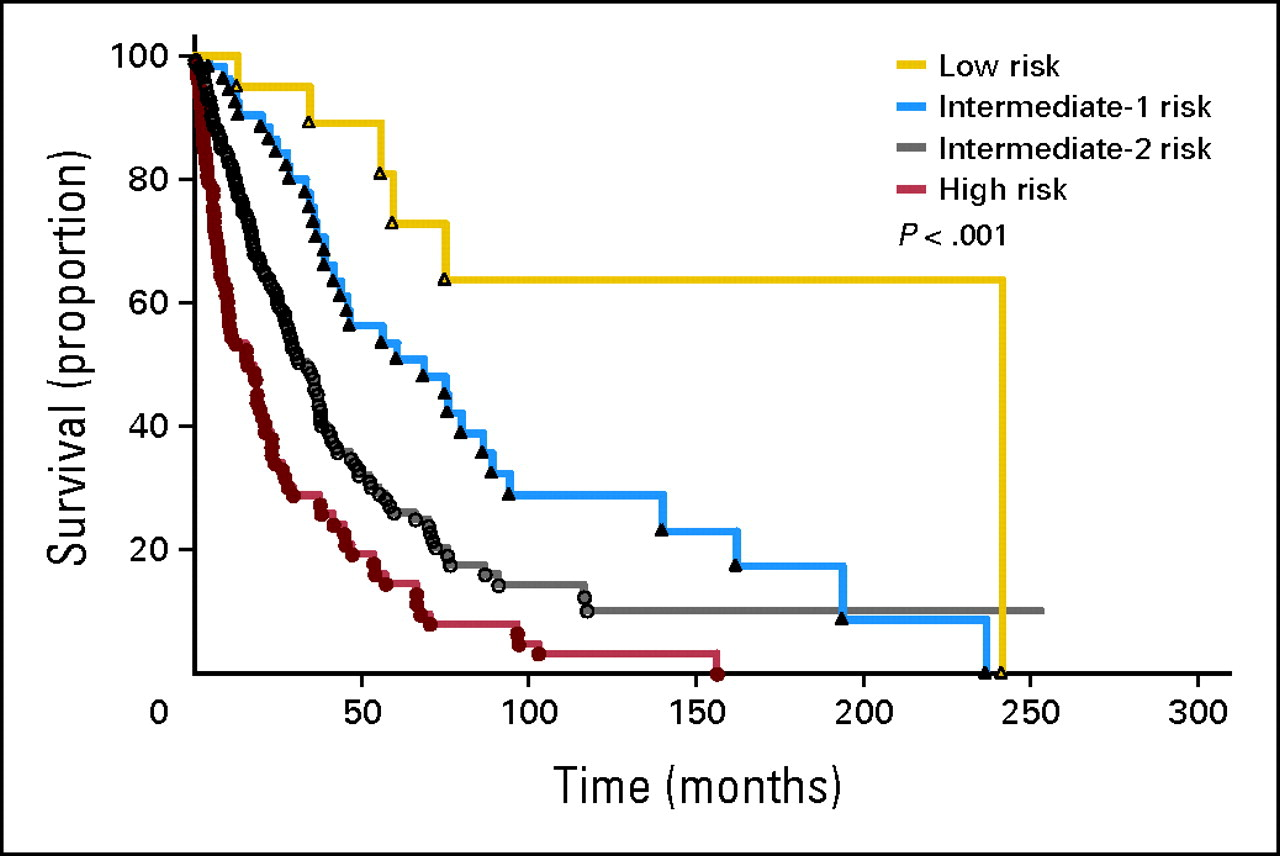 100
80
60
40
20
0
50
100
150
200
250
300
Survival (proportion)
Time (months)
Low risk
Intermediate-1 risk
Intermediate-2 risk
High risk
P < .001